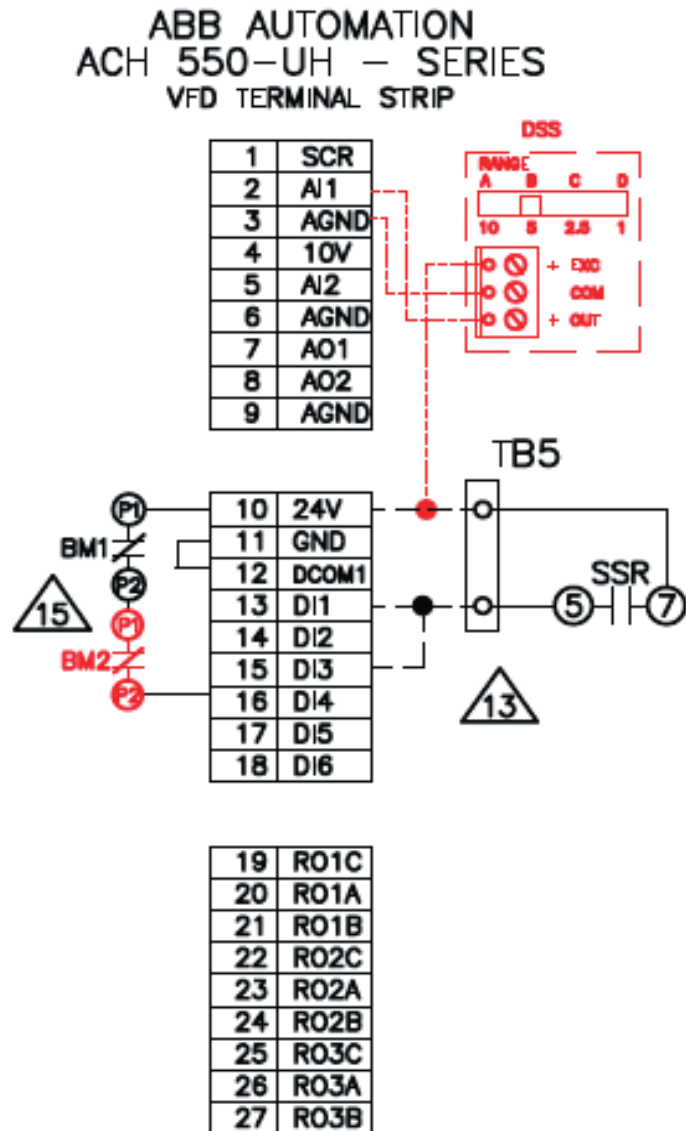 ABB AUTOMATION
ACH 550-UH - SERIES
VFD TERMINAL STRIP
DSS
RANGE
A B C D
10 5 2.5 1
+ EXC
COM
+ OUT
1 SCR
2 AI1
3 AGND
4 10V
5 AI2
6 AGND
7 AO1
8 AO2
9 AGND
TB5
P1
BM1
P2
15
P1
BM2
P2
10 24V
11 GND
12 DCOM1
13 DI1
14 DI2
15 DI3
16 DI4
17 DI5
18 DI6
SSR
5 7
13
19 RO1C
20 RO1A
21 RO1B
22 RO2C
23 RO2A
24 RO2B
25 RO3C
26 RO3A
27 RO3B